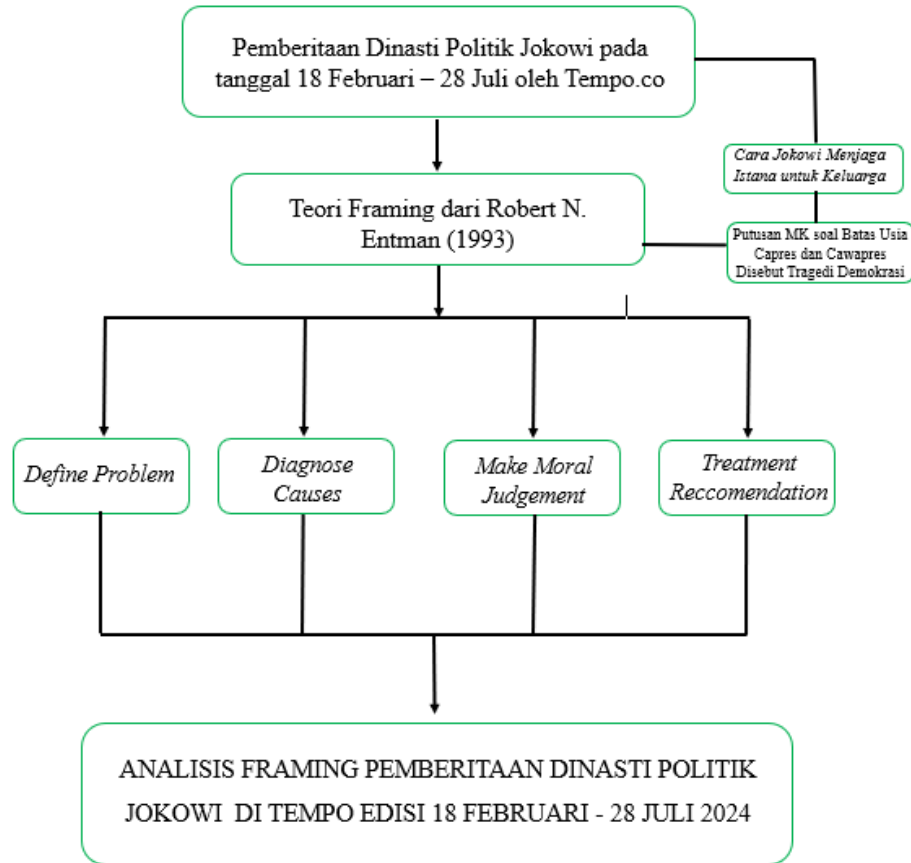 Pemberitaan Dinasti Politik Jokowi pada
tanggal 18 Februari – 28 Juli oleh Tempo.co
Cara Jokowi Menjaga
Istana untuk Keluarga
Teori Framing dari Robert N.
Entman (1993)
Putusan MK soal Batas Usia
Capres dan Cawapres
Disebut Tragedi Demokrasi
Define Problem
Diagnose
Causes
Make Moral
Judgement
Treatment
Reccomendation
ANALISIS FRAMING PEMBERITAAN DINASTI POLITIK
JOKOWI DI TEMPO EDISI 18 FEBRUARI - 28 JULI 2024